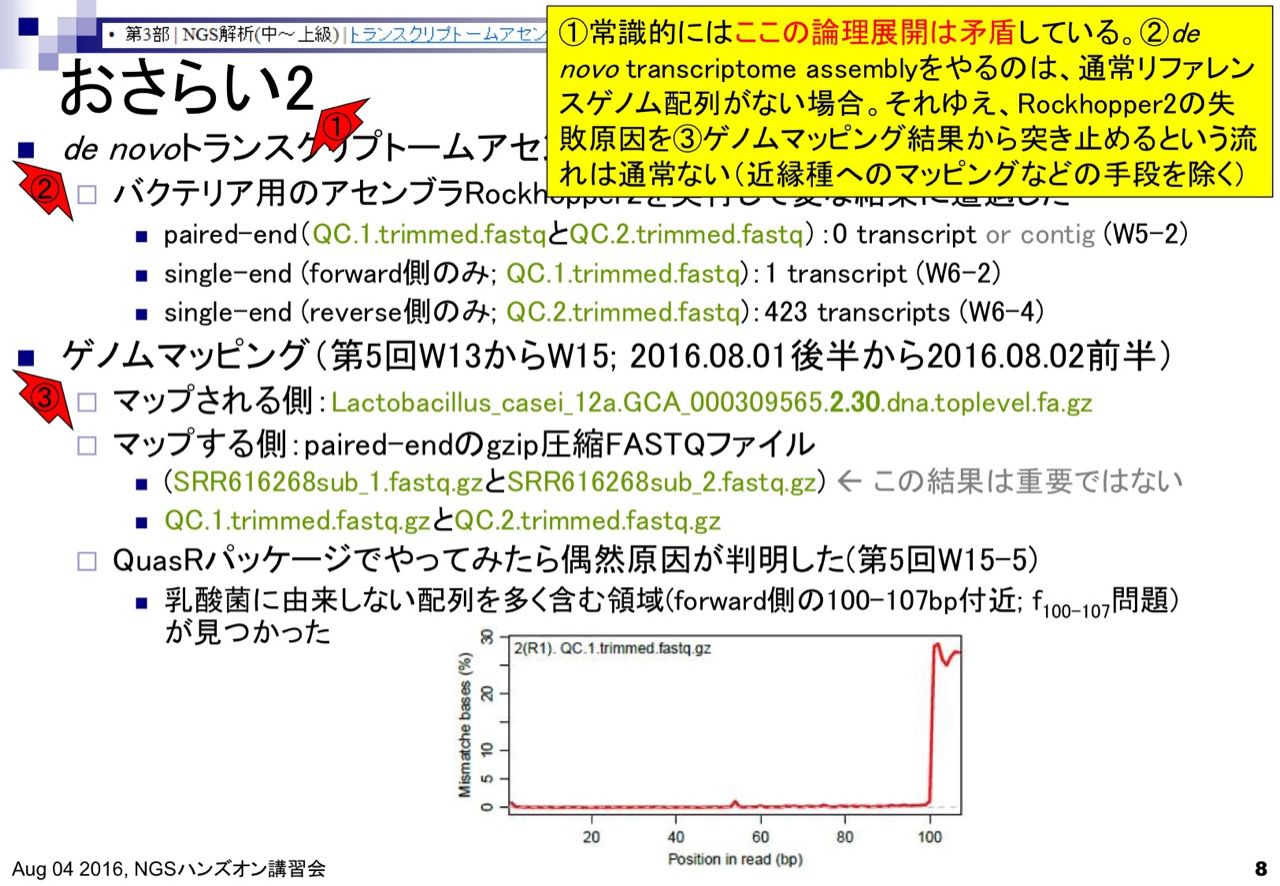 • 第3部 | NGS解析(中～上級) | トランスクリプトームアセン
おさらい2
①常識的にはここの論理展開は矛盾している。②de
novo transcriptome assemblyをやるのは、通常リファレン
スゲノム配列がない場合。それゆえ、Rockhopper2の失
敗原因を③ゲノムマッピング結果から突き止めるという流
れは通常ない（近縁種へのマッピングなどの手段を除く）
①
de novoトランスクリプトームアセ
②
バクテリア用のアセンブラRockhopper2を実行して変な結果に遭遇した
paired-end（QC.1.trimmed.fastqとQC.2.trimmed.fastq）:0 transcript or contig (W5-2)
single-end (forward側のみ; QC.1.trimmed.fastq): 1 transcript (W6-2)
single-end (reverse側のみ; QC.2.trimmed.fastq): 423 transcripts (W6-4)
ゲノムマッピング（第5回W13からW15; 2016.08.01後半から2016.08.02前半）
③
マップされる側：Lactobacillus_casei_12a.GCA_000309565.2.30.dna.toplevel.fa.gz
マップする側：paired-endのgzip圧縮FASTQファイル
(SRR616268sub_1.fastq.gzとSRR616268sub_2.fastq.gz) ← この結果は重要ではない
QC.1.trimmed.fastq.gzとQC.2.trimmed.fastq.gz
QuasRパッケージでやってみたら偶然原因が判明した(第5回W15-5)
乳酸菌に由来しない配列を多く含む領域(forward側の100-107bp付近; f100-107問題)
が見つかった
2(R1). QC.1.trimmed.fastq.gz
Mismatche bases (%)
30
20
10
5
0
20 40 60 80 100
Position in read (bp)
Aug 04 2016, NGSハンズオン講習会
8